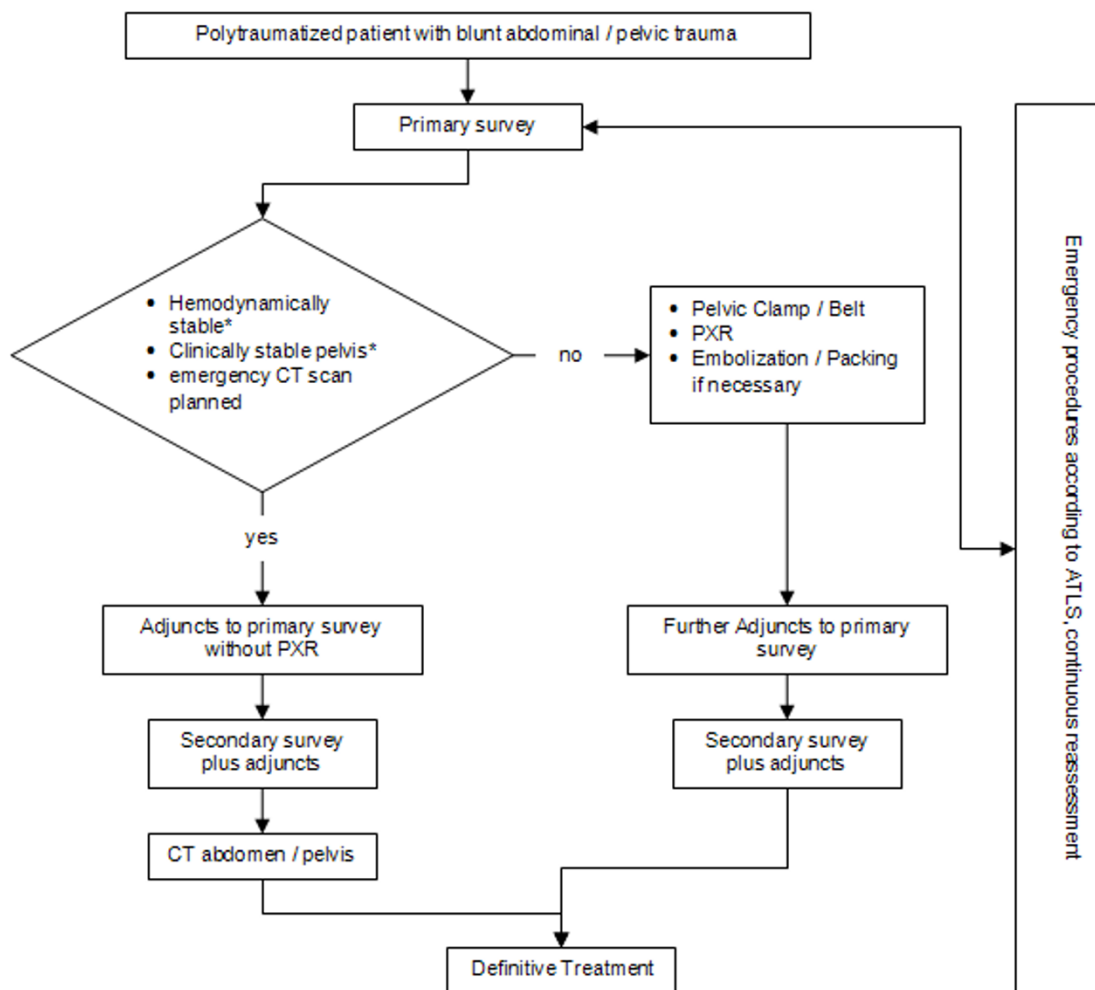 Polytraumatized patient with blunt abdominal / pelvic trauma
Primary survey
• Hemodynamically
stable*
• Clinically stable pelvis*
• emergency CT scan
planned
no
• Pelvic Clamp / Belt
• PXR
• Embolization / Packing
if necessary
yes
Adjuncts to primary survey
without PXR
Further Adjuncts to primary
survey
Secondary survey
plus adjuncts
Secondary survey
plus adjuncts
CT abdomen / pelvis
Definitive Treatment
Emergency procedures according to ATLS, continuous reassessment